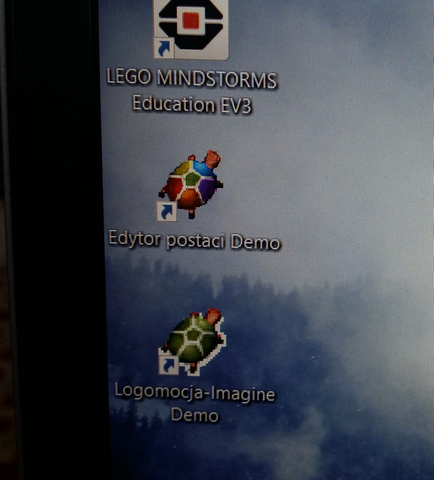 LEGO MINDSTORMS
Education EV3
Edytor postaci Demo
Logomocja-Imagine
Demo